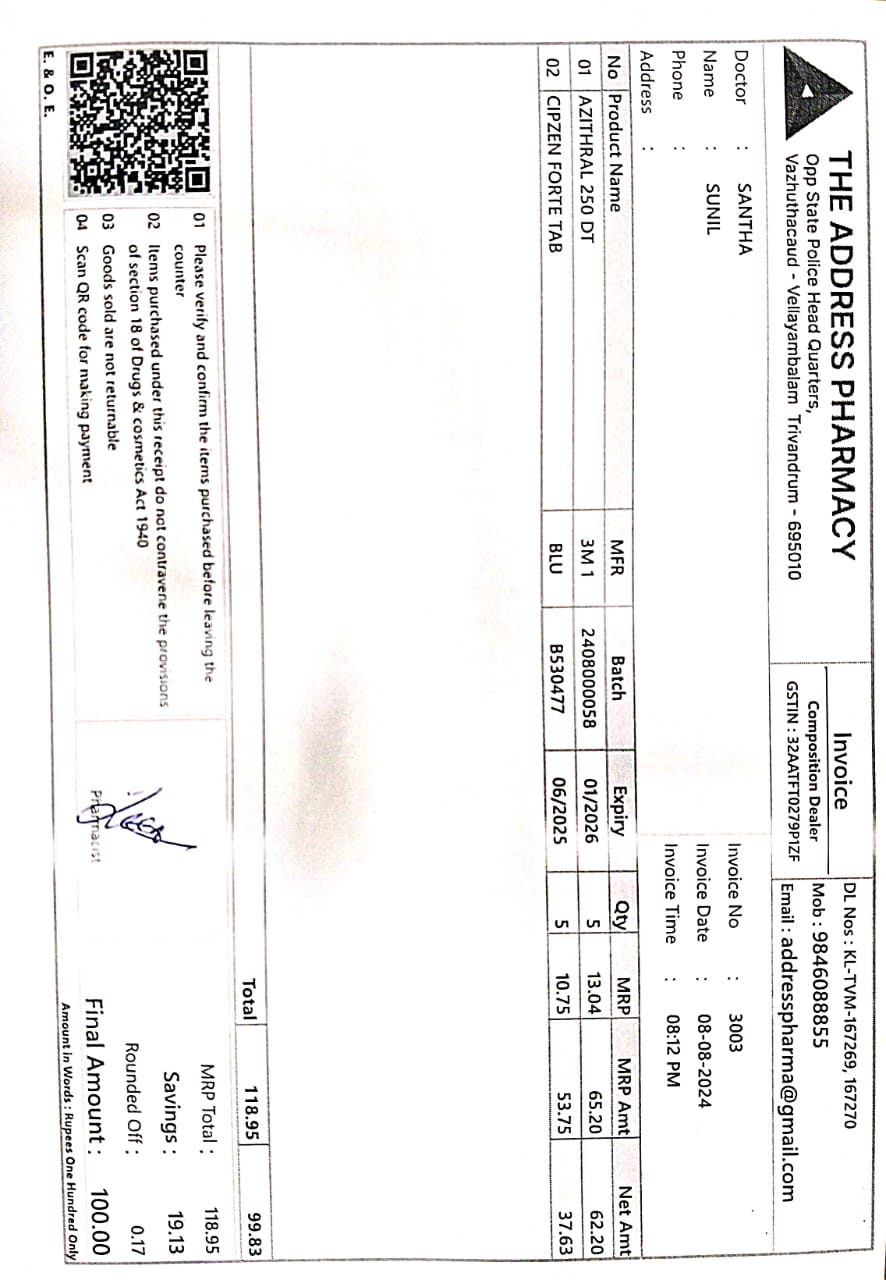 THE ADDRESS PHARMACY
Opp State Police Head Quarters,
Vazhuthacaud - Vellayambalam Trivandrum - 695010
Invoice
Composition Dealer
GSTIN : 32AATFT0279P1ZF
DL Nos : KL-TVM-167269, 167270
Mob : 9846088855
Email : addresspharma@gmail.com
Doctor : SANTHA
Name : SUNIL
Phone :
Address :
Invoice No : 3003
Invoice Date : 08-08-2024
Invoice Time : 08:12 PM
No Product Name MFR Batch Expiry Qty MRP MRP Amt Net Amt
01 AZITHRAL 250 DT 3M 1 2408000058 01/2026 5 13.04 65.20 62.20
02 CIPZEN FORTE TAB BLU B530477 06/2025 5 10.75 53.75 37.63
Total 118.95 99.83
01 Please verify and confirm the items purchased before leaving the
counter
02 Items purchased under this receipt do not contravene the provisions
of section 18 of Drugs & cosmetics Act 1940
03 Goods sold are not returnable
04 Scan QR code for making payment
E. & O. E.
Pharmacist
MRP Total : 118.95
Savings : 19.13
Rounded Off : 0.17
Final Amount : 100.00
Amount in Words : Rupees One Hundred Only